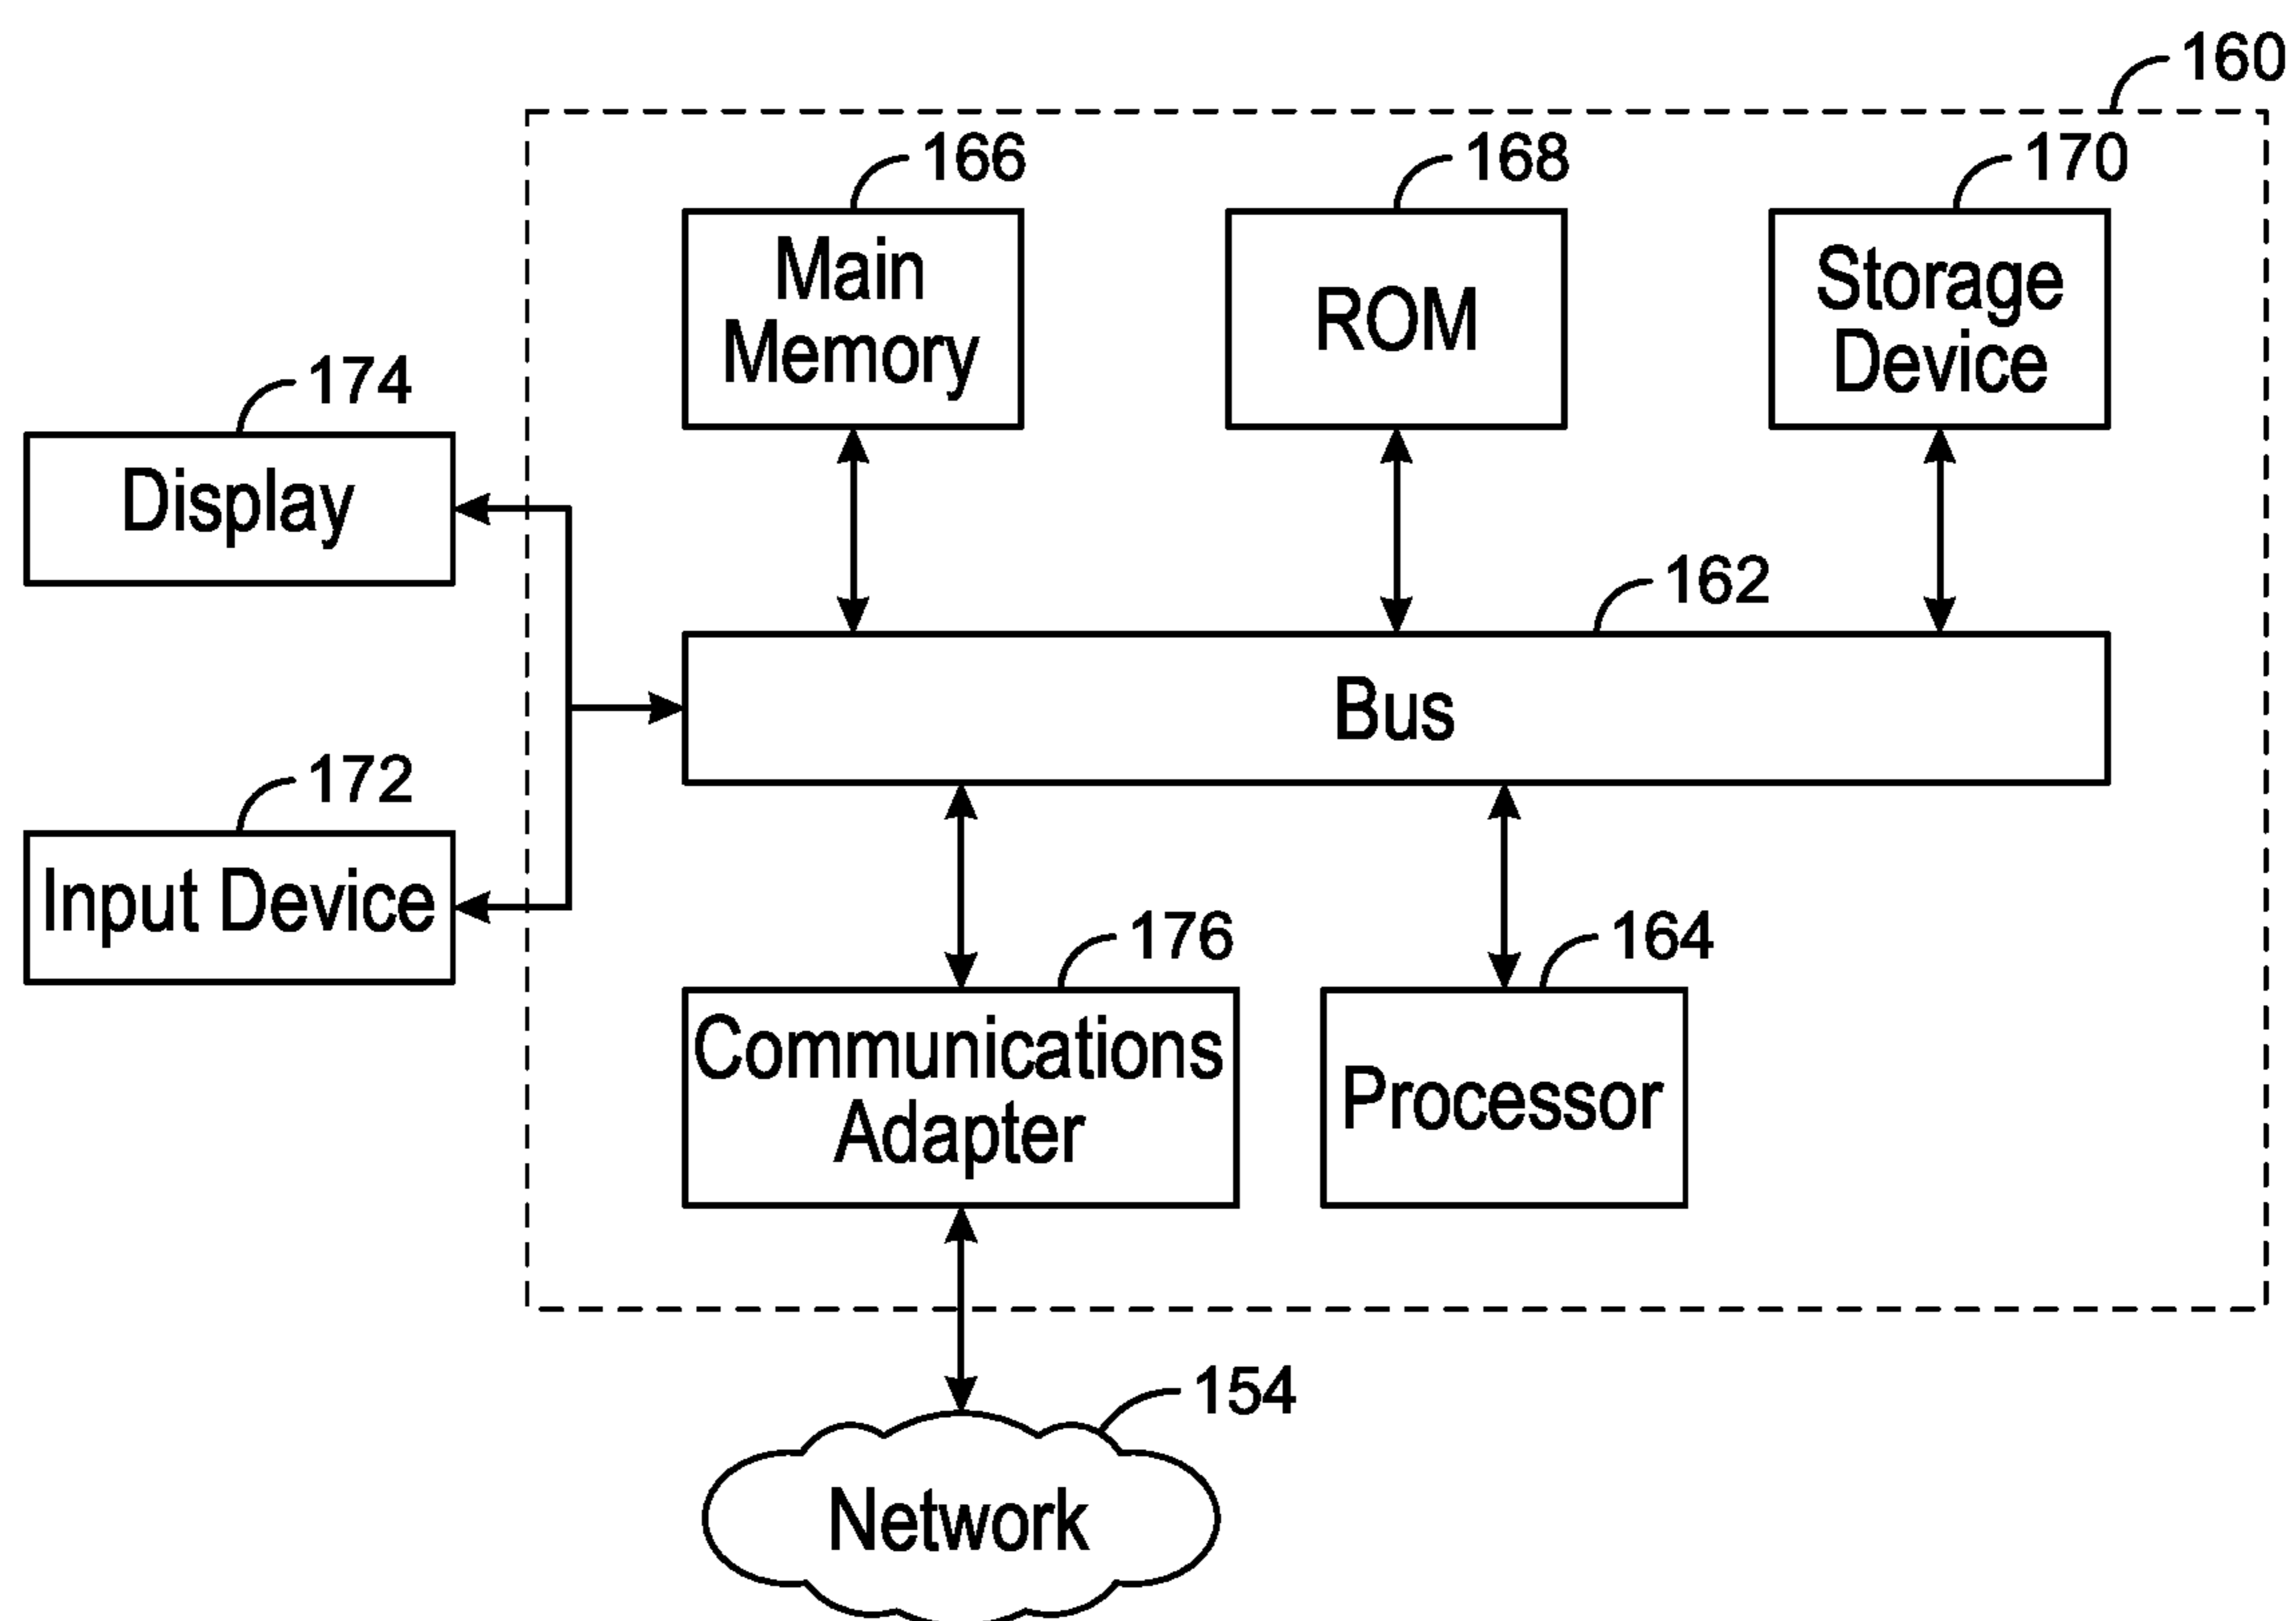 160
166
168
170
Main
Memory
ROM
Storage
Device
174
Display
162
Bus
172
Input Device
176
164
Communications
Adapter
Processor
154
Network